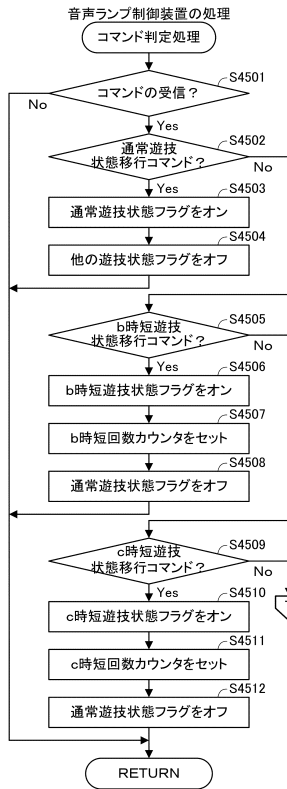 音声ランプ制御装置の処理
コマンド判定処理
S4501
コマンドの受信？
No
Yes
S4502
通常遊技
状態移行コマンド？
No
Yes
S4503
通常遊技状態フラグをオン
S4504
他の遊技状態フラグをオフ
S4505
b時短遊技
状態移行コマンド？
No
Yes
S4506
b時短遊技状態フラグをオン
S4507
b時短回数カウンタをセット
S4508
通常遊技状態フラグをオフ
S4509
c時短遊技
状態移行コマンド？
No
Yes
S4510
c時短遊技状態フラグをオン
S4511
c時短回数カウンタをセット
S4512
通常遊技状態フラグをオフ
RETURN